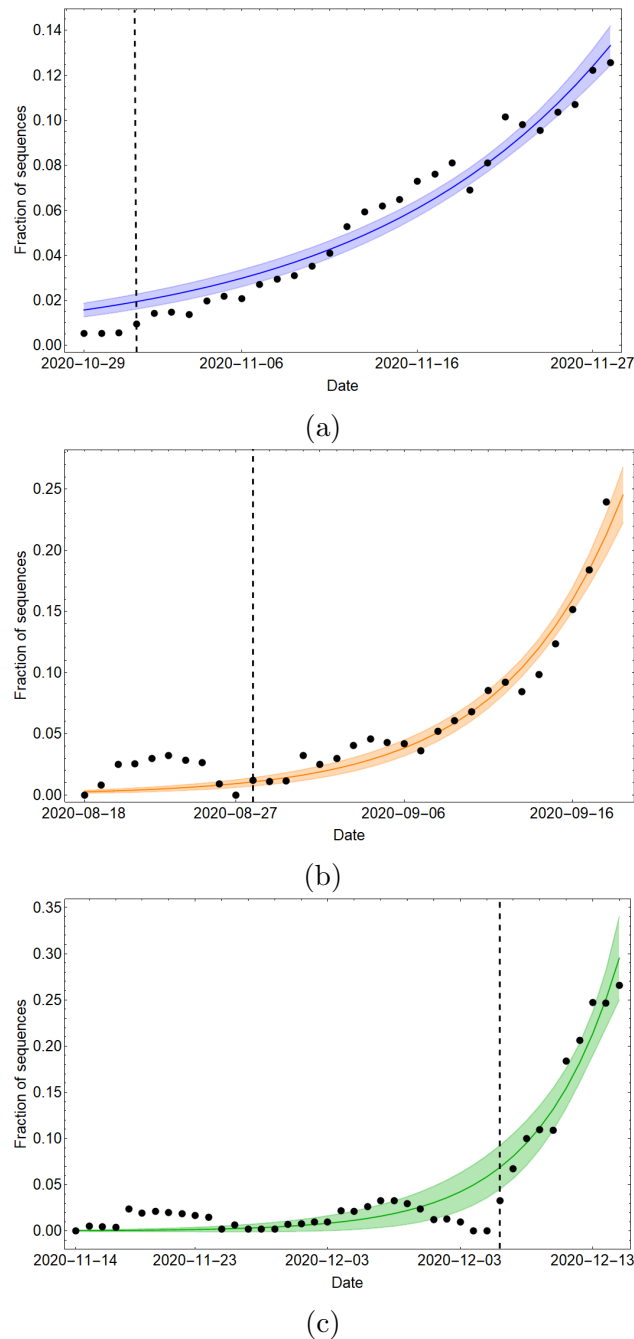 0.14
0.12
0.10
0.08
0.06
0.04
0.02
0.00
Fraction of sequences
2020-10-29 2020-11-06 2020-11-16 2020-11-27
Date
(a)
0.25
0.20
0.15
0.10
0.05
0.00
Fraction of sequences
2020-08-18 2020-08-27 2020-09-06 2020-09-16
Date
(b)
0.35
0.30
0.25
0.20
0.15
0.10
0.05
0.00
Fraction of sequences
2020-11-14 2020-11-23 2020-12-03 2020-12-03 2020-12-13
Date
(c)